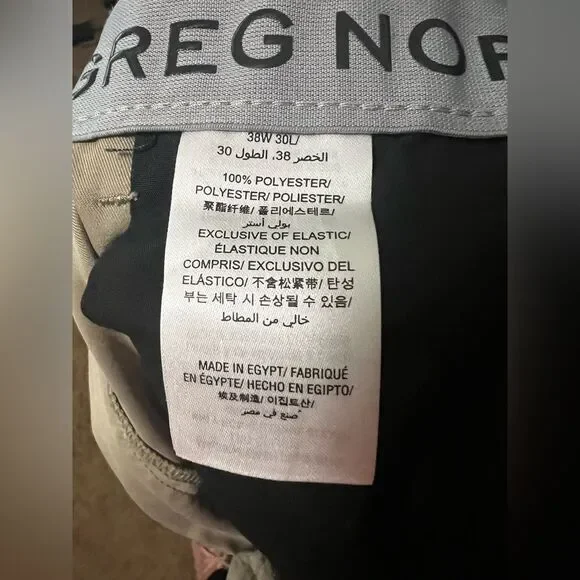 GREG NOR
38W 30L/
الخصر 38، الطول 30
100% POLYESTER/
POLYESTER/ POLIÉSTER/
聚酯纤维/ 폴리에스테르/
بولي أستر
EXCLUSIVE OF ELASTIC/
ÉLASTIQUE NON
COMPRIS/ EXCLUSIVO DEL
ELÁSTICO/ 不含松紧带/ 탄성
부는 세탁 시 손상될 수 있음/
خالي من المطاط
MADE IN EGYPT/ FABRIQUÉ
EN ÉGYPTE/ HECHO EN EGIPTO/
埃及制造/ 이집트산/
صنع في مصر